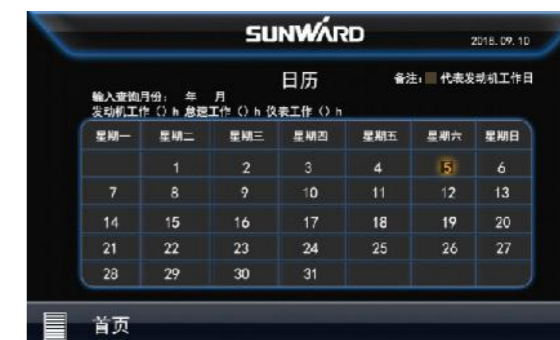 SUNWARD
2018.09.10
日历
备注: 代表发动机工作日
输入查询月份: 年 月
发动机工作 () h 怠速工作 () h 仪表工作 () h
星期一 星期二 星期三 星期四 星期五 星期六 星期日
1 2 3 4 5 6
7 8 9 10 11 12 13
14 15 16 17 18 19 20
21 22 23 24 25 26 27
28 29 30 31
首页